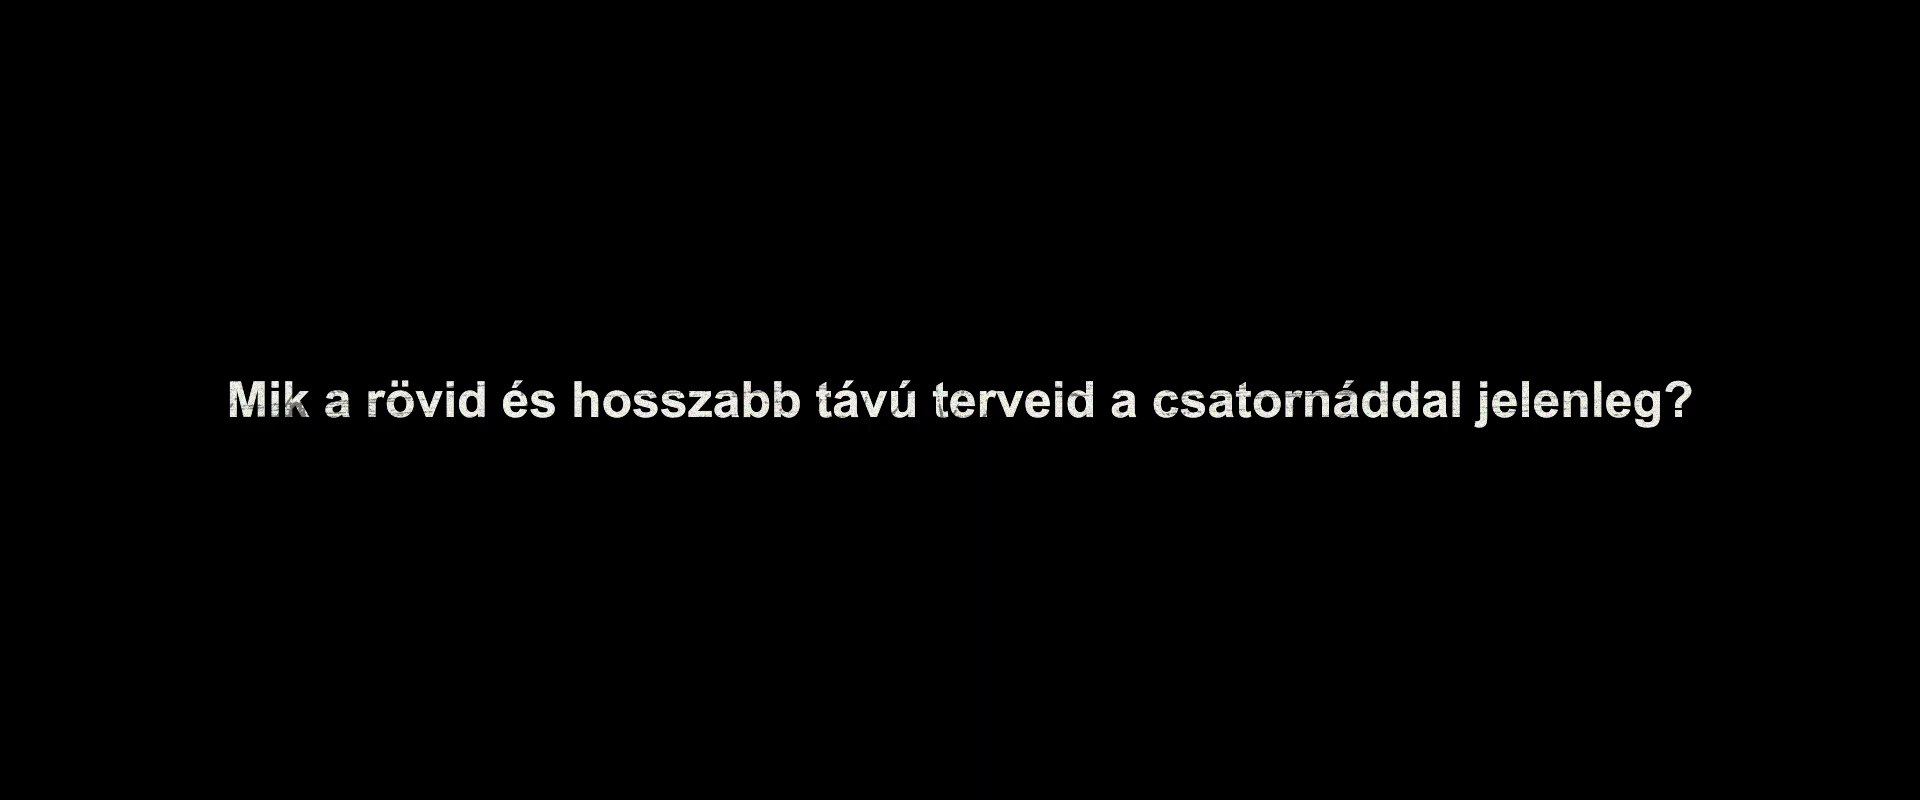 Mik a rövid és hosszabb távú terveid a csatornáddal jelenleg?